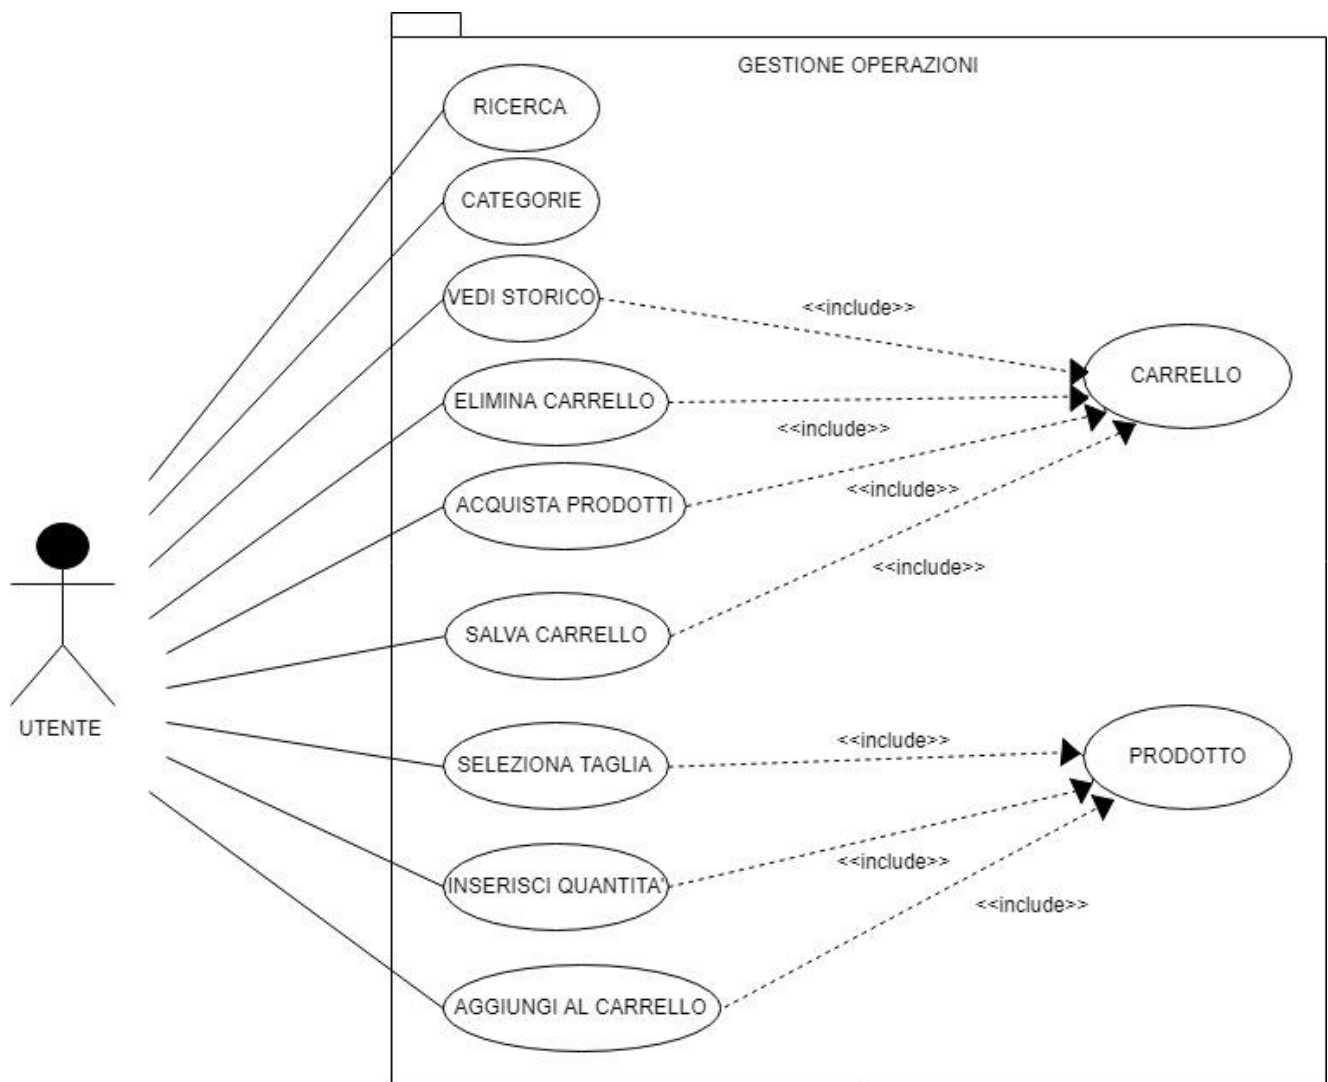 GESTIONE OPERAZIONI
RICERCA
CATEGORIE
VEDI STORICO
<<include>>
CARRELLO
ELIMINA CARRELLO
<<include>>
ACQUISTA PRODOTTI
<<include>>
<<include>>
SALVA CARRELLO
UTENTE
SELEZIONA TAGLIA
<<include>>
PRODOTTO
INSERISCI QUANTITA'
<<include>>
<<include>>
AGGIUNGI AL CARRELLO